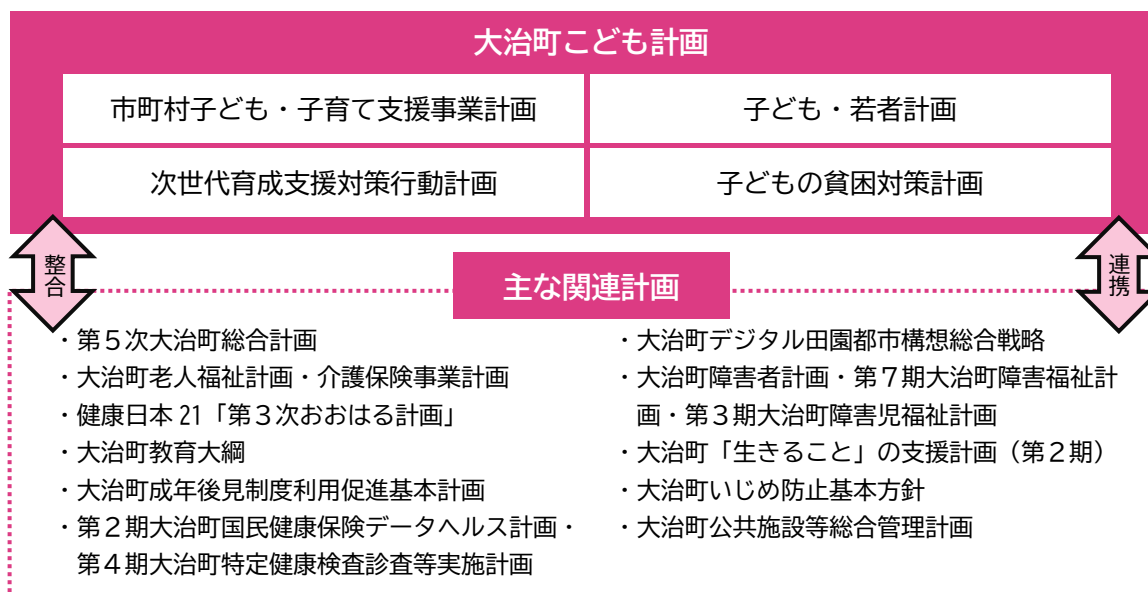 大治町こども計画
市町村子ども・子育て支援事業計画
子ども・若者計画
次世代育成支援対策行動計画
子どもの貧困対策計画
整合
連携
主な関連計画
・第５次大治町総合計画
・大治町老人福祉計画・介護保険事業計画
・健康日本 21「第３次おおはる計画」
・大治町教育大綱
・大治町成年後見制度利用促進基本計画
・第２期大治町国民健康保険データヘルス計画・
第４期大治町特定健康検査診査等実施計画
・大治町デジタル田園都市構想総合戦略
・大治町障害者計画・第７期大治町障害福祉計
画・第３期大治町障害児福祉計画
・大治町「生きること」の支援計画（第２期）
・大治町いじめ防止基本方針
・大治町公共施設等総合管理計画